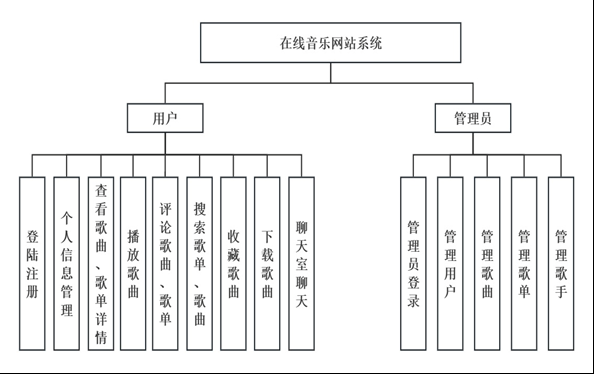 在线音乐网站系统
用户
管理员
登陆注册
个人信息管理
查看歌曲、歌单详情
播放歌曲
评论歌曲、歌单
搜索歌单、歌曲
收藏歌曲
下载歌曲
聊天室聊天
管理员登录
管理用户
管理歌曲
管理歌单
管理歌手